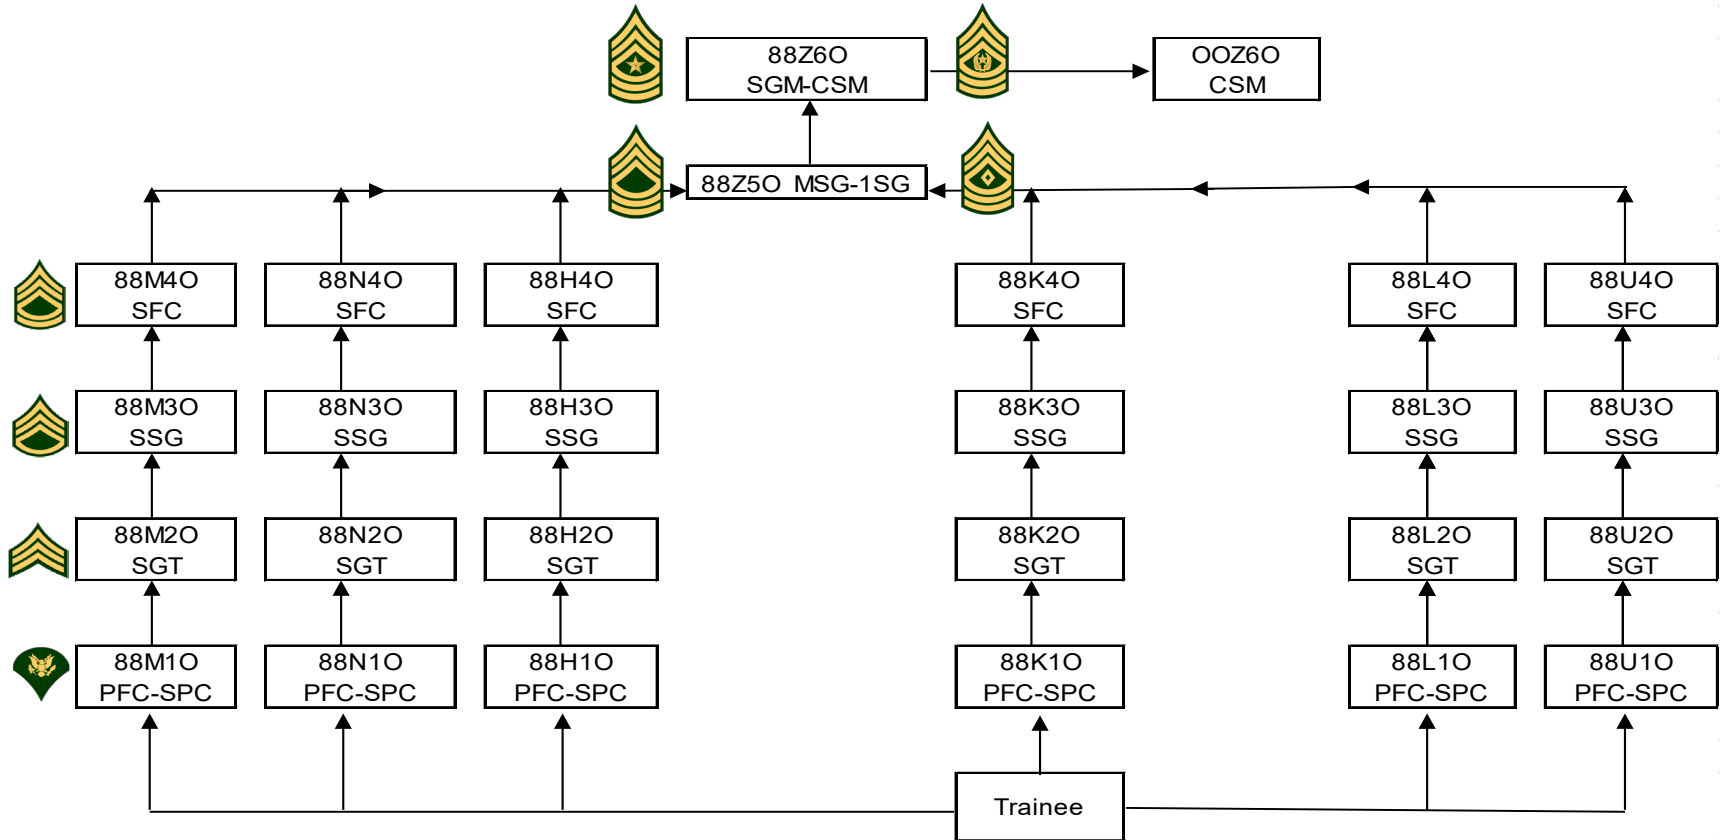 88Z6O
SGM-CSM
OOZ6O
CSM
88Z5O MSG-1SG
88M4O
SFC
88N4O
SFC
88H4O
SFC
88K4O
SFC
88L4O
SFC
88U4O
SFC
88M3O
SSG
88N3O
SSG
88H3O
SSG
88K3O
SSG
88L3O
SSG
88U3O
SSG
88M2O
SGT
88N2O
SGT
88H2O
SGT
88K2O
SGT
88L2O
SGT
88U2O
SGT
88M1O
PFC-SPC
88N1O
PFC-SPC
88H1O
PFC-SPC
88K1O
PFC-SPC
88L1O
PFC-SPC
88U1O
PFC-SPC
Trainee